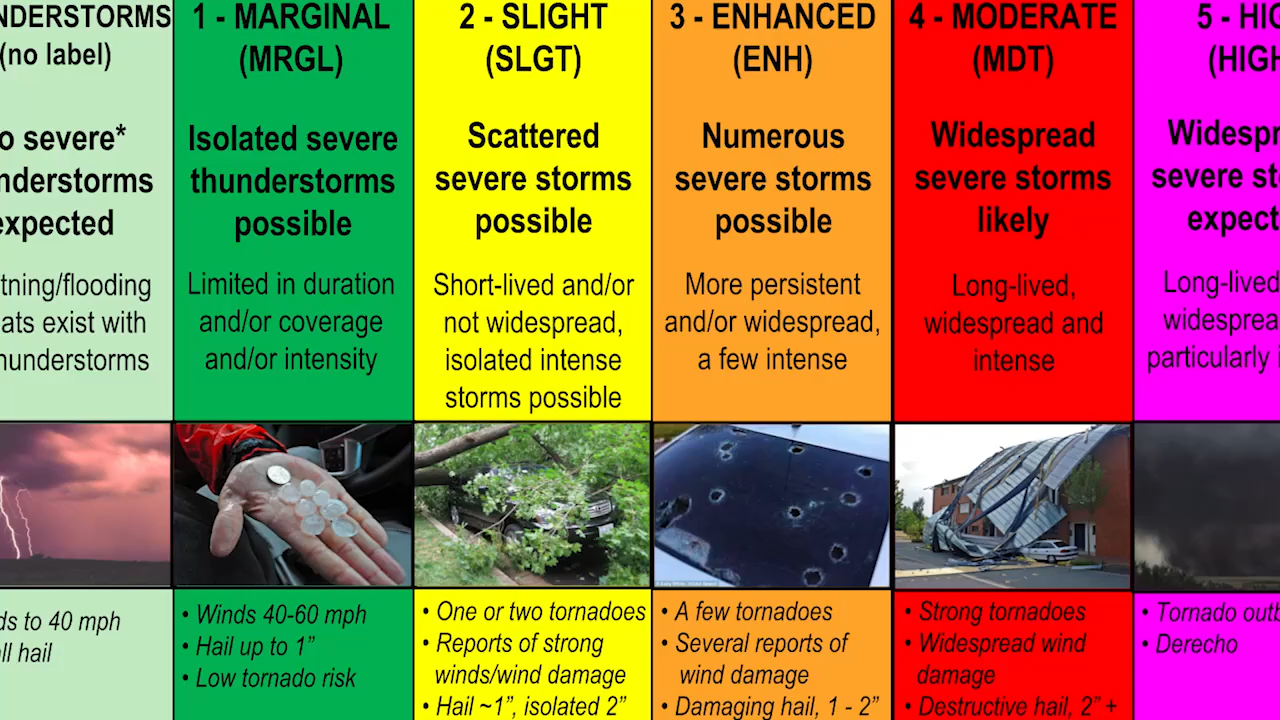 NDERSTORMS
(no label)
o severe*
nderstorms
expected
tning/flooding
ats exist with
hunderstorms
ds to 40 mph
ll hail
1 - MARGINAL
(MRGL)
Isolated severe
thunderstorms
possible
Limited in duration
and/or coverage
and/or intensity
• Winds 40-60 mph
• Hail up to 1”
• Low tornado risk
2 - SLIGHT
(SLGT)
Scattered
severe storms
possible
Short-lived and/or
not widespread,
isolated intense
storms possible
• One or two tornadoes
• Reports of strong
winds/wind damage
• Hail ~1”, isolated 2”
3 - ENHANCED
(ENH)
Numerous
severe storms
possible
More persistent
and/or widespread,
a few intense
• A few tornadoes
• Several reports of
wind damage
• Damaging hail, 1 - 2”
4 - MODERATE
(MDT)
Widespread
severe storms
likely
Long-lived,
widespread and
intense
• Strong tornadoes
• Widespread wind
damage
• Destructive hail, 2” +
5 - HIG
(HIGH
Widespr
severe sto
expect
Long-lived
widesprea
particularly i
• Tornado outb
• Derecho